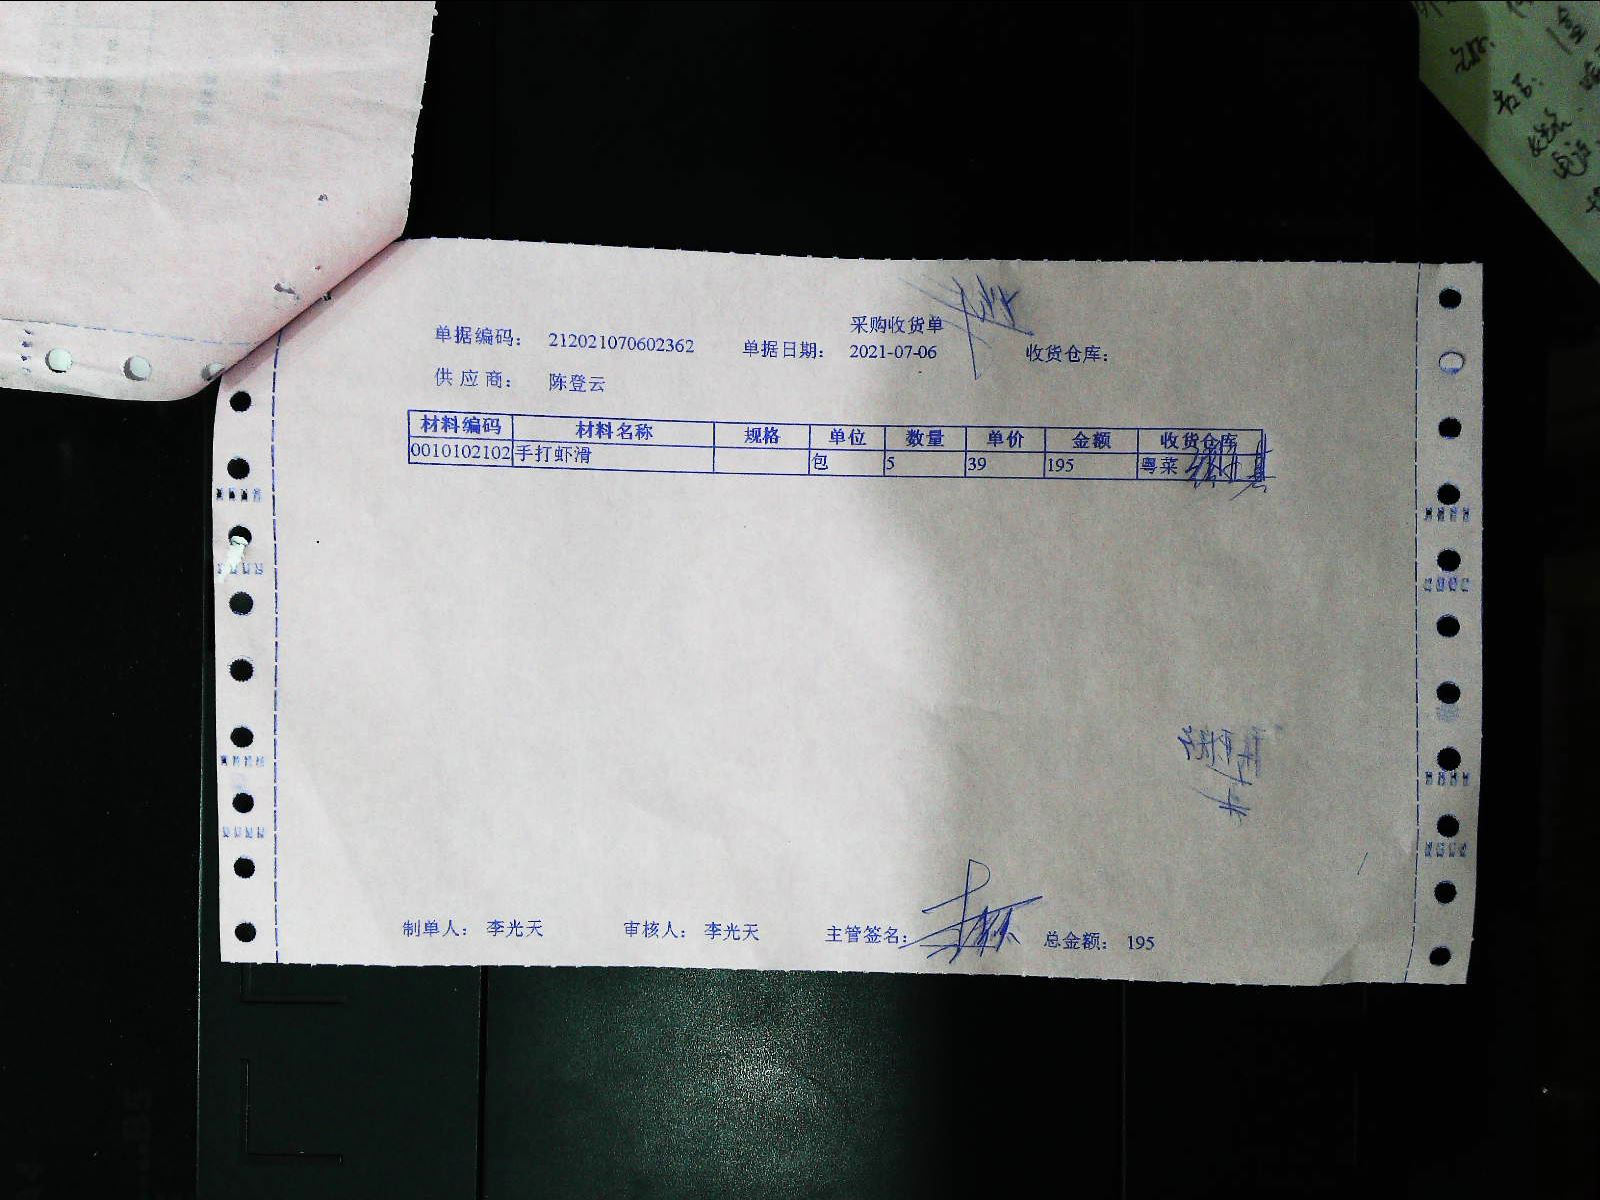 采购收货单
单据编码： 212021070602362 单据日期： 2021-07-06 收货仓库：
供 应 商： 陈登云
材料编码 材料名称 规格 单位 数量 单价 金额 收货仓库
0010102102 手打虾滑 包 5 39 195 粤菜
制单人： 李光天 审核人： 李光天 主管签名： 总金额： 195